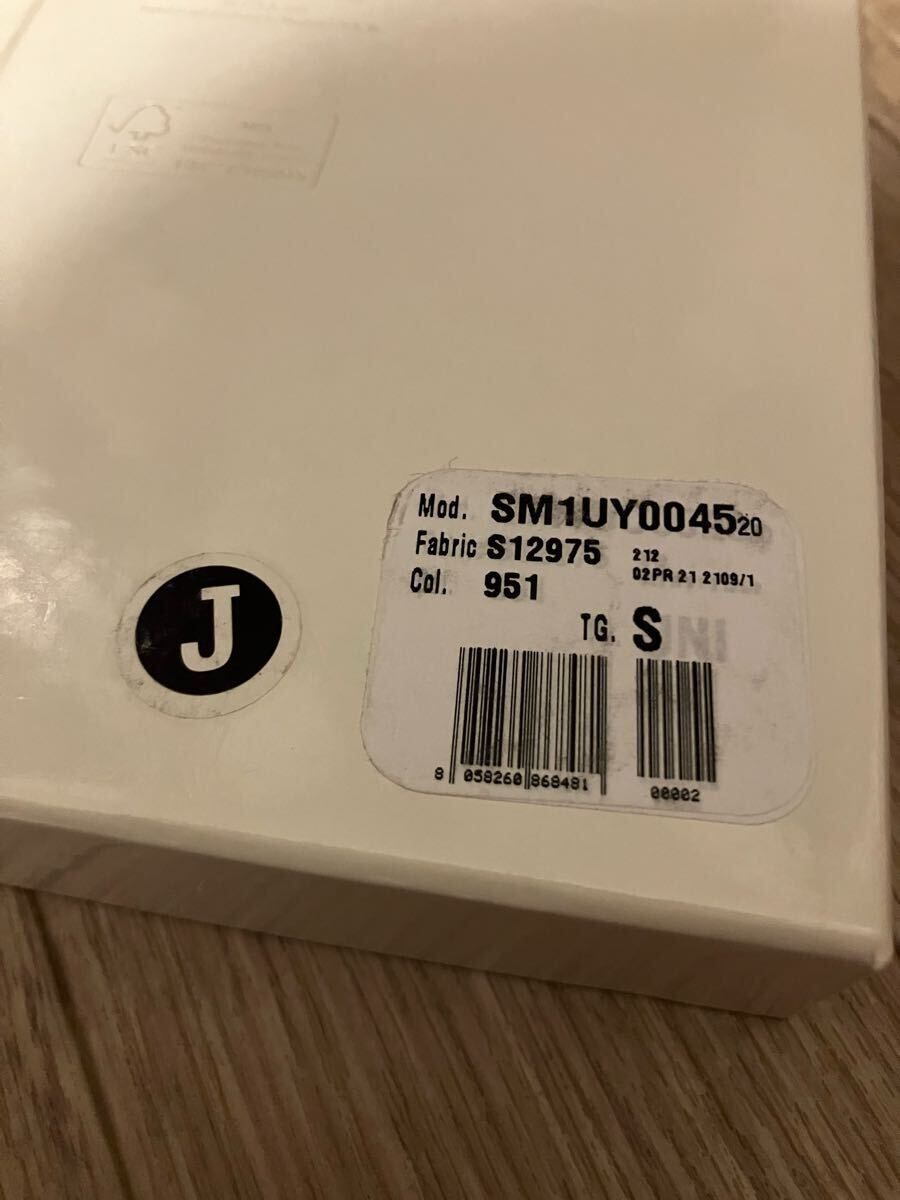 Mod. SM1UY0045 20
Fabric S12975 212
02PR 21 2109/1
Col. 951
TG. S
J
8 058260 868481
00002